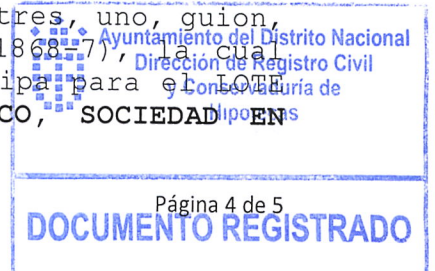 tres, uno, guion,
Ayuntamiento del Distrito Nacional
1868-7), la cual
Dirección de Registro Civil
ipa para el LOTE
y Conservaduría de
CO, SOCIEDAD EN
Hipotecas
Página 4 de 5
DOCUMENTO REGISTRADO